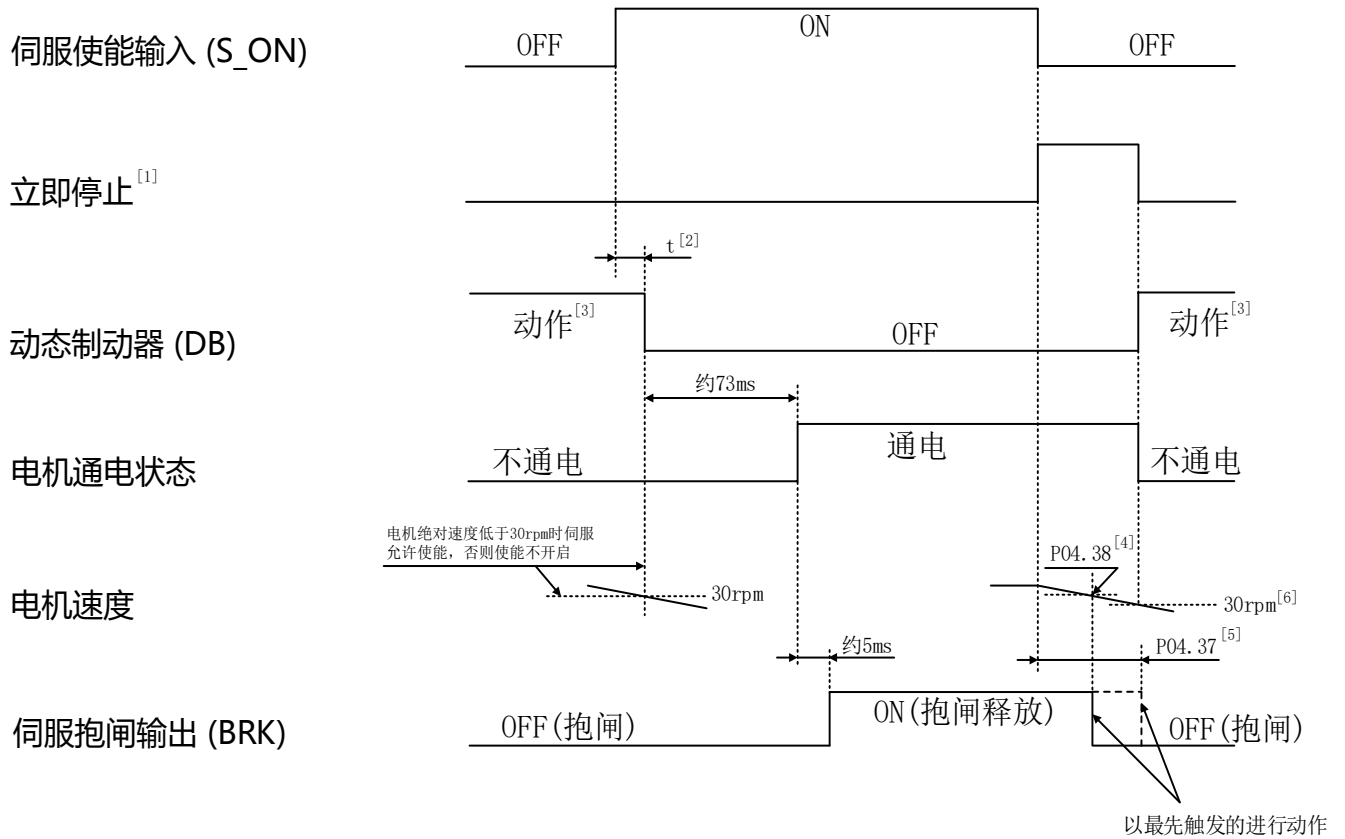 伺服使能输入 (S_ON)
OFF
ON
OFF
立即停止[1]
t[2]
动态制动器 (DB)
动作[3]
OFF
动作[3]
约73ms
电机通电状态
不通电
通电
不通电
电机绝对速度低于30rpm时伺服
允许使能，否则使能不开启
P04.38[4]
电机速度
30rpm
30rpm[6]
约5ms
P04.37[5]
伺服抱闸输出 (BRK)
OFF(抱闸)
ON(抱闸释放)
OFF(抱闸)
以最先触发的进行动作